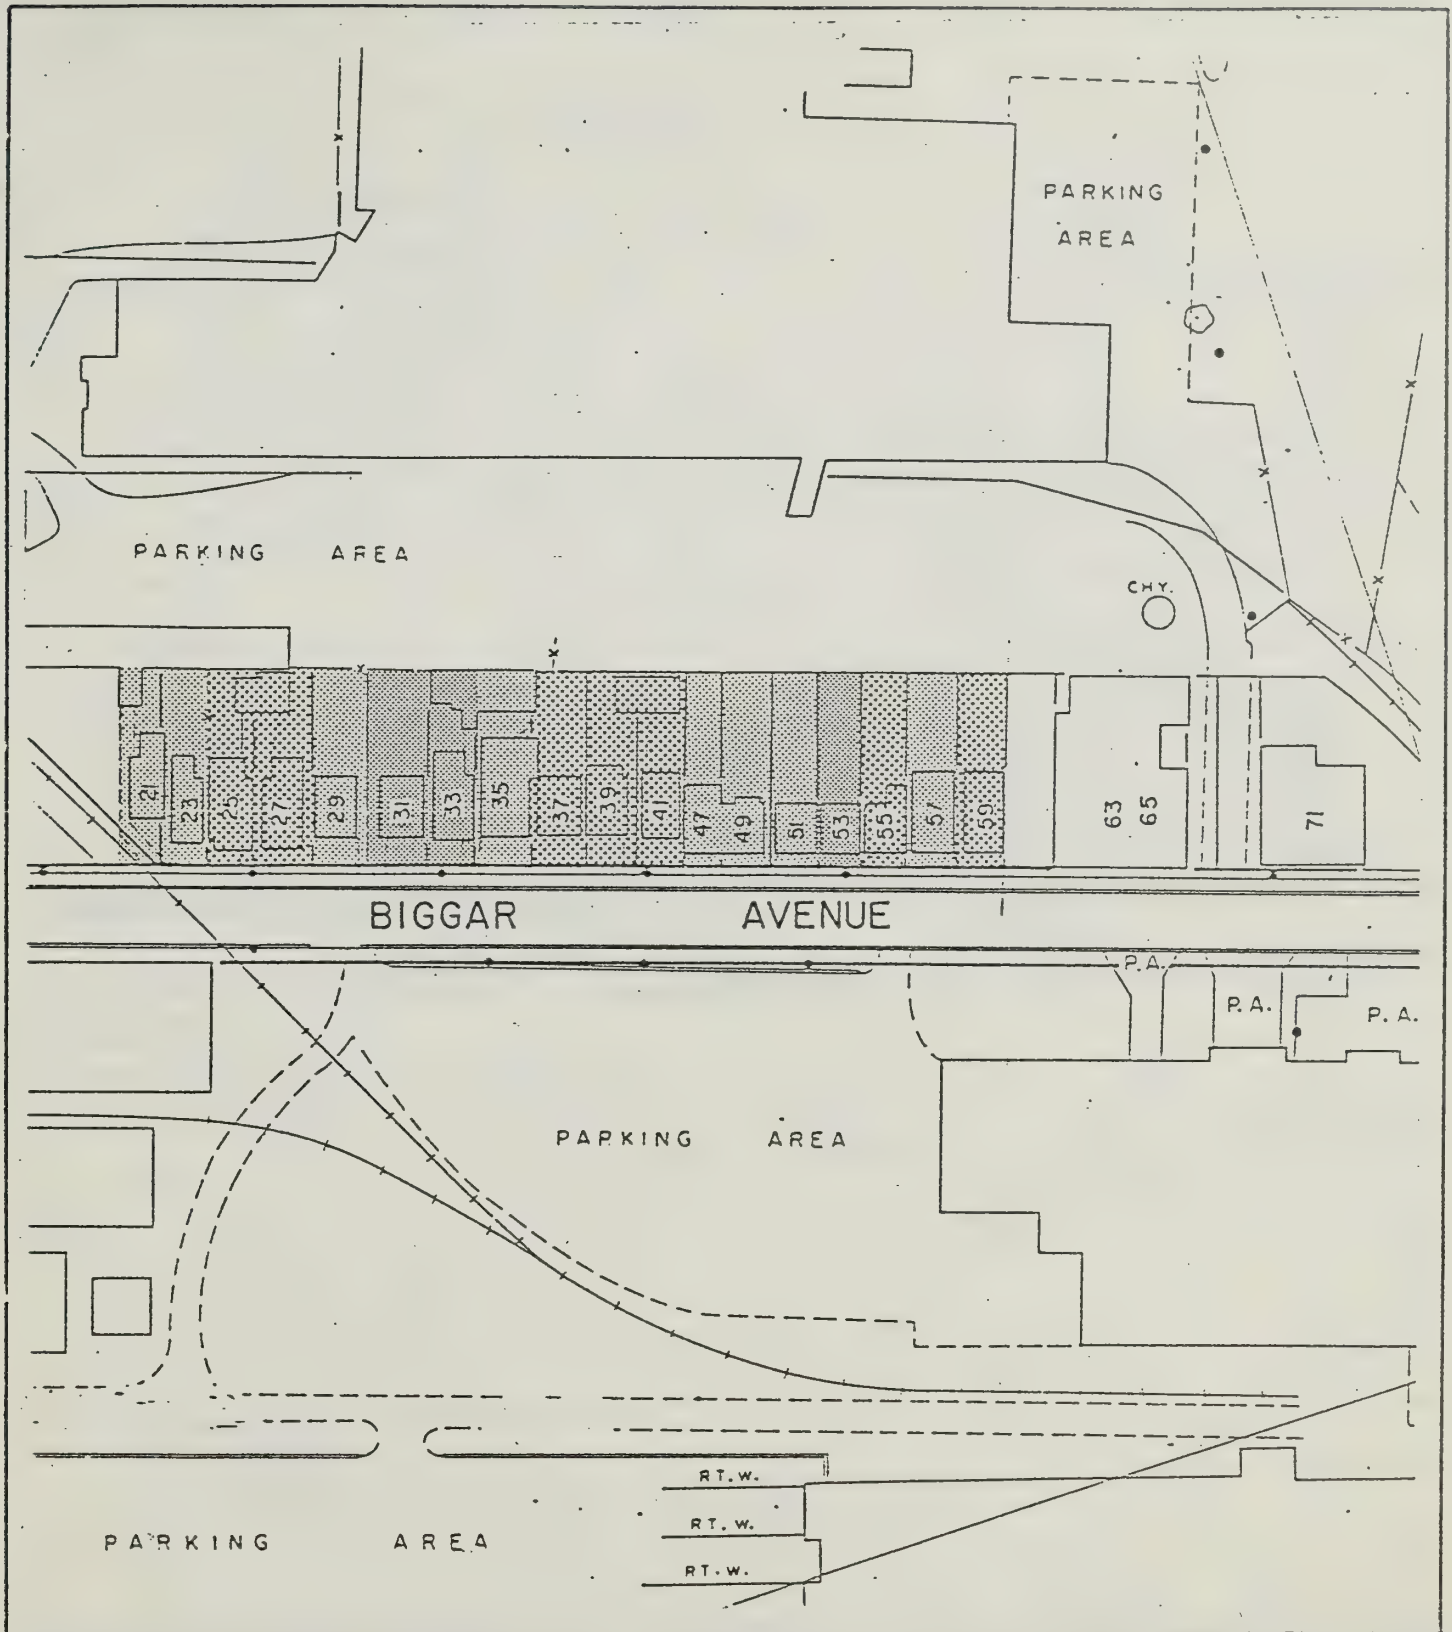 PARKING
AREA
PARKING AREA
CHY.
21 23 25 27 29 31 33 35 37 39 41 47 49 51 53 55 57 59 63 65 71
BIGGAR AVENUE
P.A.
P.A.
P.A.
PARKING AREA
RT.W.
RT.W.
PARKING AREA
RT.W.